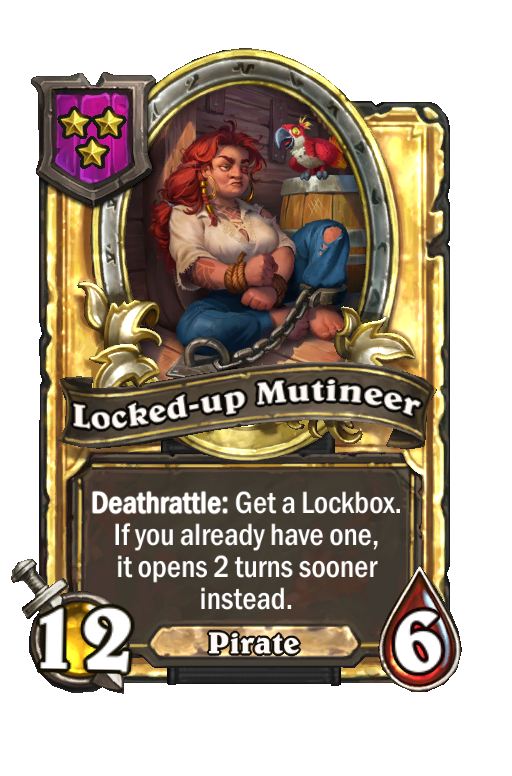 Locked-up Mutineer
Deathrattle: Get a Lockbox.
If you already have one,
it opens 2 turns sooner
instead.
12
Pirate
6